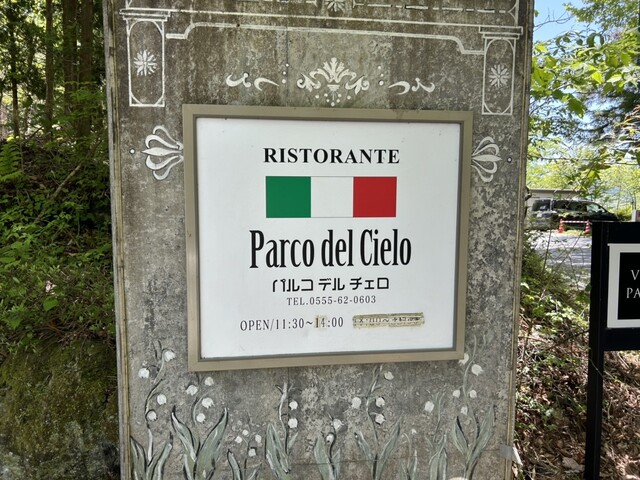 RISTORANTE
Parco del Cielo
パルコ デル チェロ
TEL.0555-62-0603
OPEN/11:30~14:00
V
PA